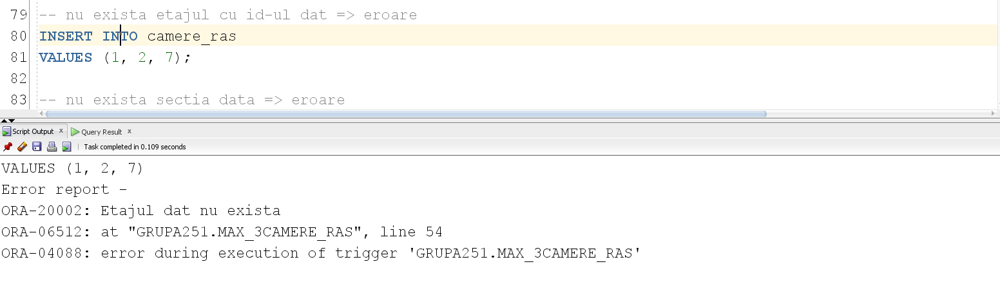 79 -- nu exista etajul cu id-ul dat => eroare
80 INSERT INTO camere_ras
81 VALUES (1, 2, 7);
82
83 -- nu exista sectia data => eroare
Script Output x Query Result x
Task completed in 0.109 seconds
VALUES (1, 2, 7)
Error report -
ORA-20002: Etajul dat nu exista
ORA-06512: at "GRUPA251.MAX_3CAMERE_RAS", line 54
ORA-04088: error during execution of trigger 'GRUPA251.MAX_3CAMERE_RAS'